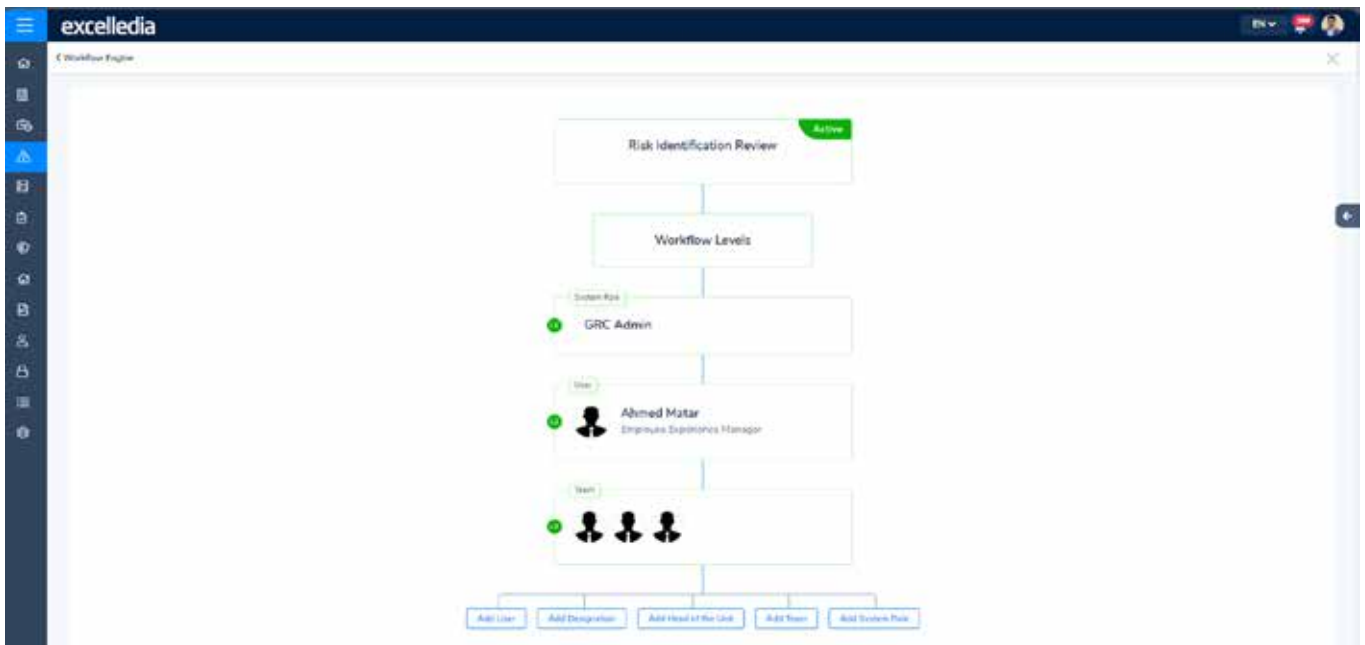 excelledia
EN
Workflow Engine
Active
Risk Identification Review
Workflow Levels
System Role
GRC Admin
User
Ahmed Matar
Employee Experience Manager
Team
Add User
Add Designation
Add Head of the Unit
Add Team
Add System Role